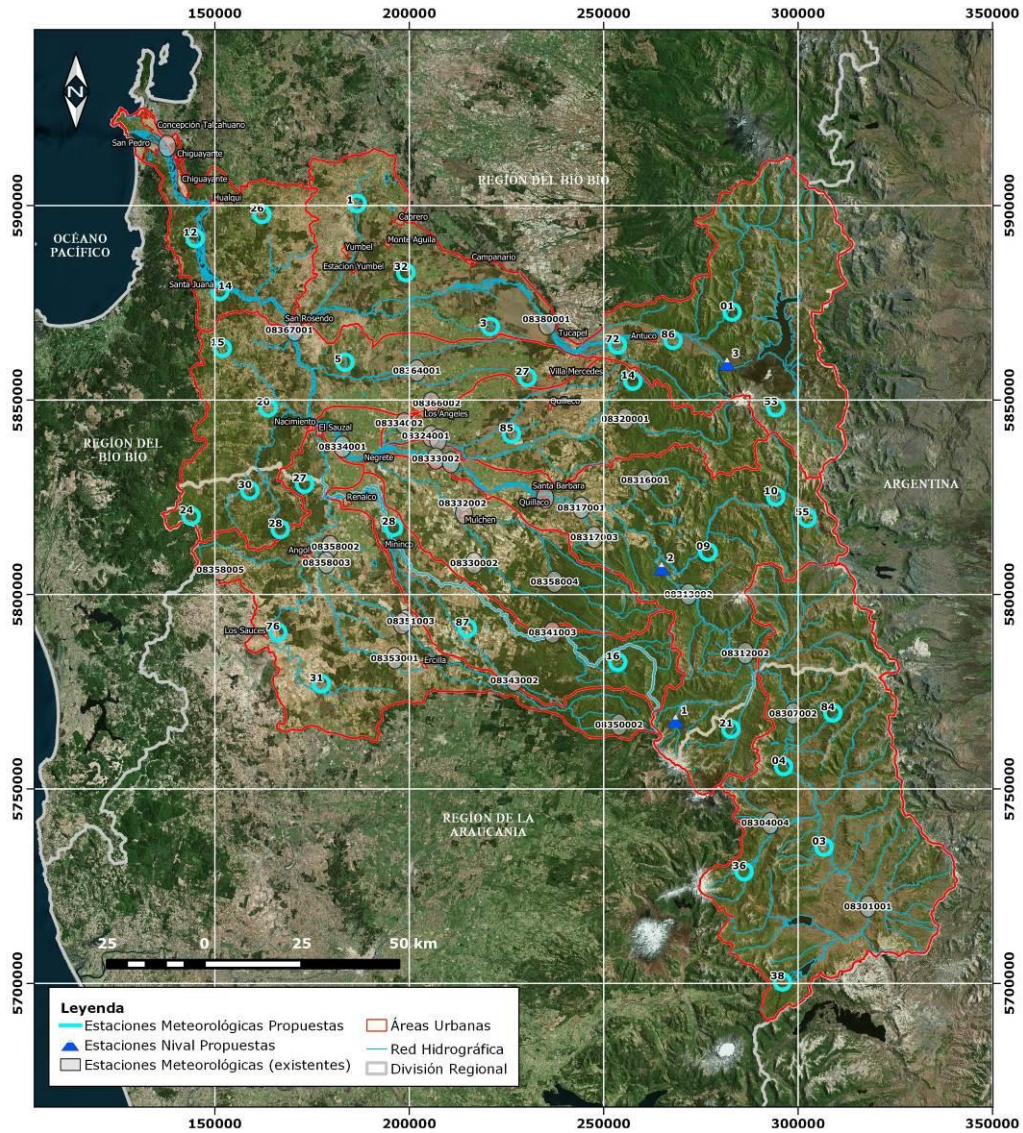 150000 200000 250000 300000 350000
N
Concepción Talcahuano
San Pedro
Chiguayante
Chiguayante
Hualqui
REGIÓN DEL BÍO BÍO
5900000
5900000
26
1
Cabrero
12
OCÉANO
PACÍFICO
Yumbel
Monte Aguila
Estación Yumbel
Campanario
32
Santa Juana
14
01
San Rosendo
08367001
3
08380001
Tucapel
Antuco
86
72
15
5
08364001
3
27
Villa Mercedes
14
5850000
5850000
08366002
Quilleco
53
20
Los Angeles
Nacimiento
08334002
08320001
El Sauzal
08324001
85
REGIÓN DEL
BÍO BÍO
08334001
Negrete
08333002
ARGENTINA
Santa Barbara
08316001
30
27
Renaico
Quilaco
10
24
08332002
08317001
55
28
28
Mulchen
Mininco
08317003
Angol
08358002
09
08358003
08330002
2
08358005
08358004
5800000
5800000
08313002
76
Los Sauces
08351003
87
08341003
08353001
Ercilla
16
08312002
31
08343002
1
08307002
84
08350002
21
04
5750000
5750000
REGIÓN DE LA
ARAUCANIA
08304004
03
36
08301001
25 0 25 50 km
38
5700000
5700000
Leyenda
Estaciones Meteorológicas Propuestas
Estaciones Nival Propuestas
Estaciones Meteorológicas (existentes)
Áreas Urbanas
Red Hidrográfica
División Regional
150000 200000 250000 300000 350000